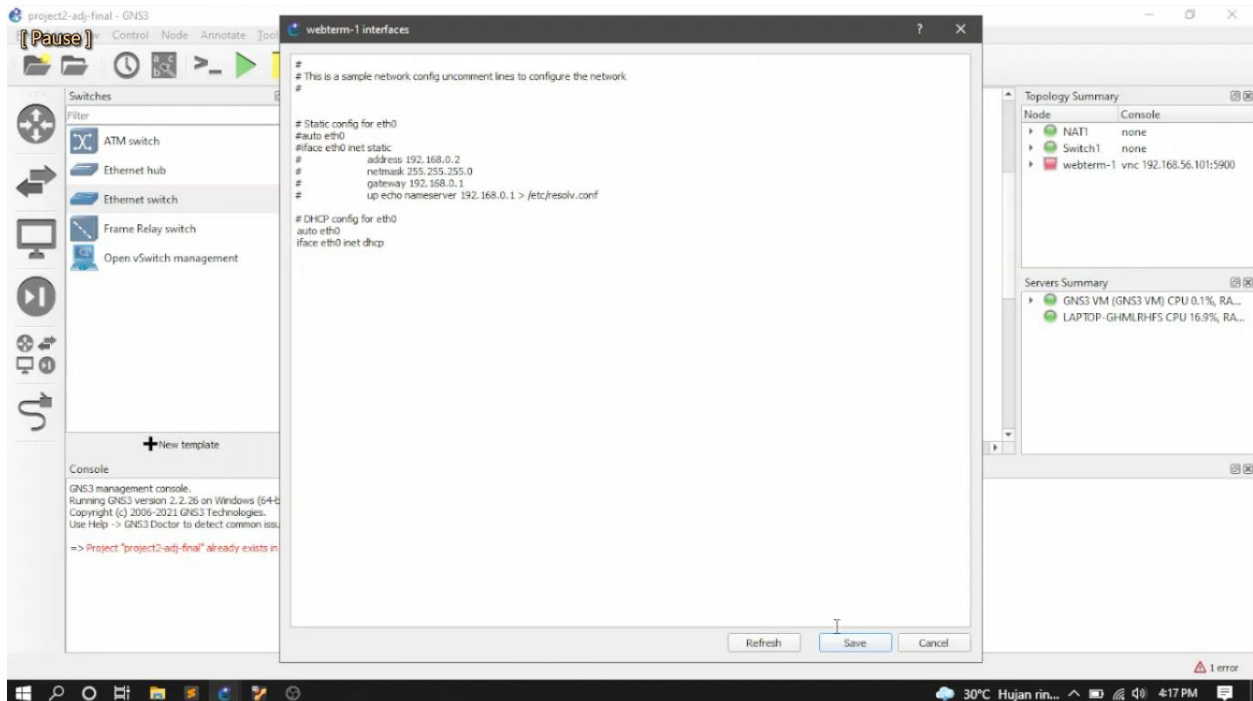 project2-adj-final - GNS3
[ Pause ]
Control Node Annotate
webterm-1 interfaces
? ×
Switches
Filter
ATM switch
Ethernet hub
Ethernet switch
Frame Relay switch
Open vSwitch management
New template
#
# This is a sample network config uncomment lines to configure the network
#
# Static config for eth0
#auto eth0
#iface eth0 inet static
# address 192.168.0.2
# netmask 255.255.255.0
# gateway 192.168.0.1
# up echo nameserver 192.168.0.1 > /etc/resolv.conf
# DHCP config for eth0
auto eth0
iface eth0 inet dhcp
Refresh Save Cancel
Topology Summary
Node Console
NAT1 none
Switch1 none
webterm-1 vnc 192.168.56.101:5900
Servers Summary
GNS3 VM (GNS3 VM) CPU 0.1%, RA...
LAPTOP-GHMLRHFS CPU 16.9%, RA...
Console
GNS3 management console.
Running GNS3 version 2.2.26 on Windows (64-b
Copyright (c) 2006-2021 GNS3 Technologies.
Use Help -> GNS3 Doctor to detect common issu
=> Project "project2-adj-final" already exists in
1 error
30°C Hujan rin... 4:17 PM